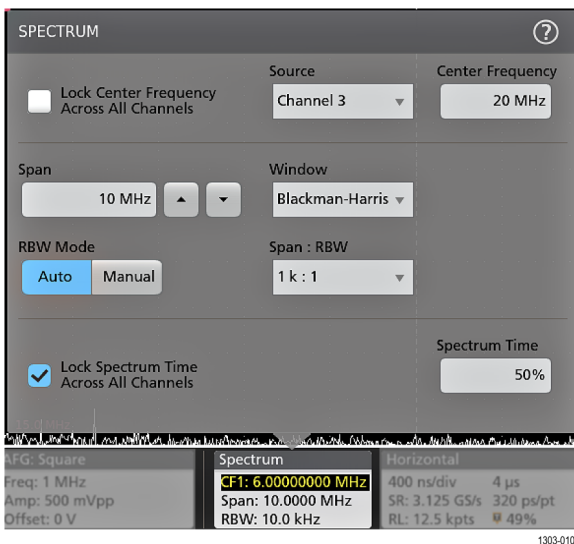 SPECTRUM
?
Source
Center Frequency
Lock Center Frequency
Across All Channels
Channel 3
20 MHz
Span
Window
10 MHz
Blackman-Harris
RBW Mode
Span : RBW
Auto
Manual
1 k : 1
Spectrum Time
Lock Spectrum Time
Across All Channels
50%
15.0 MHz
AFG: Square
Spectrum
Horizontal
Freq: 1 MHz
CF1: 6.00000000 MHz
400 ns/div
4 µs
Amp: 500 mVpp
Span: 10.0000 MHz
SR: 3.125 GS/s
320 ps/pt
Offset: 0 V
RBW: 10.0 kHz
RL: 12.5 kpts
49%
1303-010